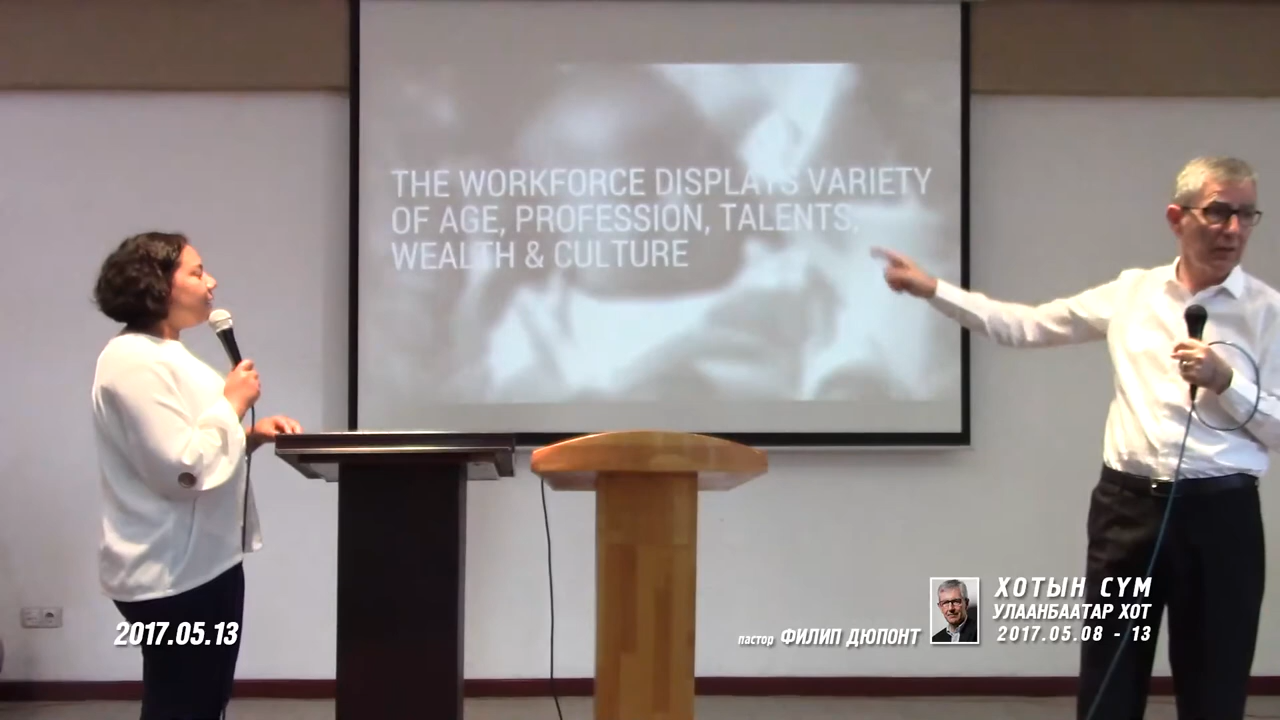 THE WORKFORCE DISPLAYS VARIETY
OF AGE, PROFESSION, TALENTS,
WEALTH & CULTURE
2017.05.13
пастор ФИЛИП ДЮПОНТ
ХОТЫН СҮМ
УЛААНБААТАР ХОТ
2017.05.08 - 13